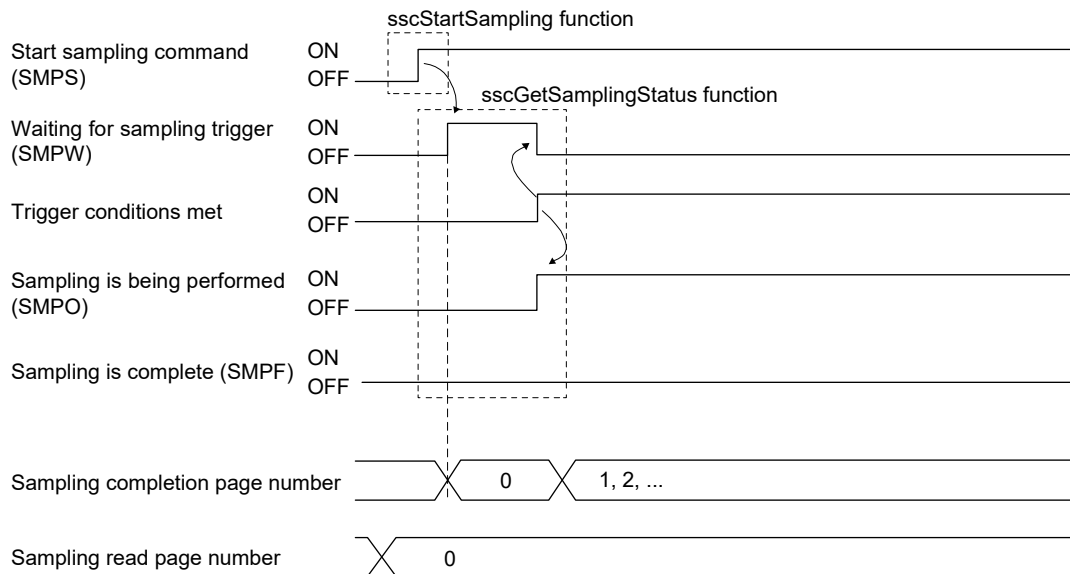 sscStartSampling function
Start sampling command
(SMPS)
ON
OFF
sscGetSamplingStatus function
Waiting for sampling trigger
(SMPW)
ON
OFF
Trigger conditions met
ON
OFF
Sampling is being performed
(SMPO)
ON
OFF
Sampling is complete (SMPF)
ON
OFF
Sampling completion page number
0
1, 2, ...
Sampling read page number
0